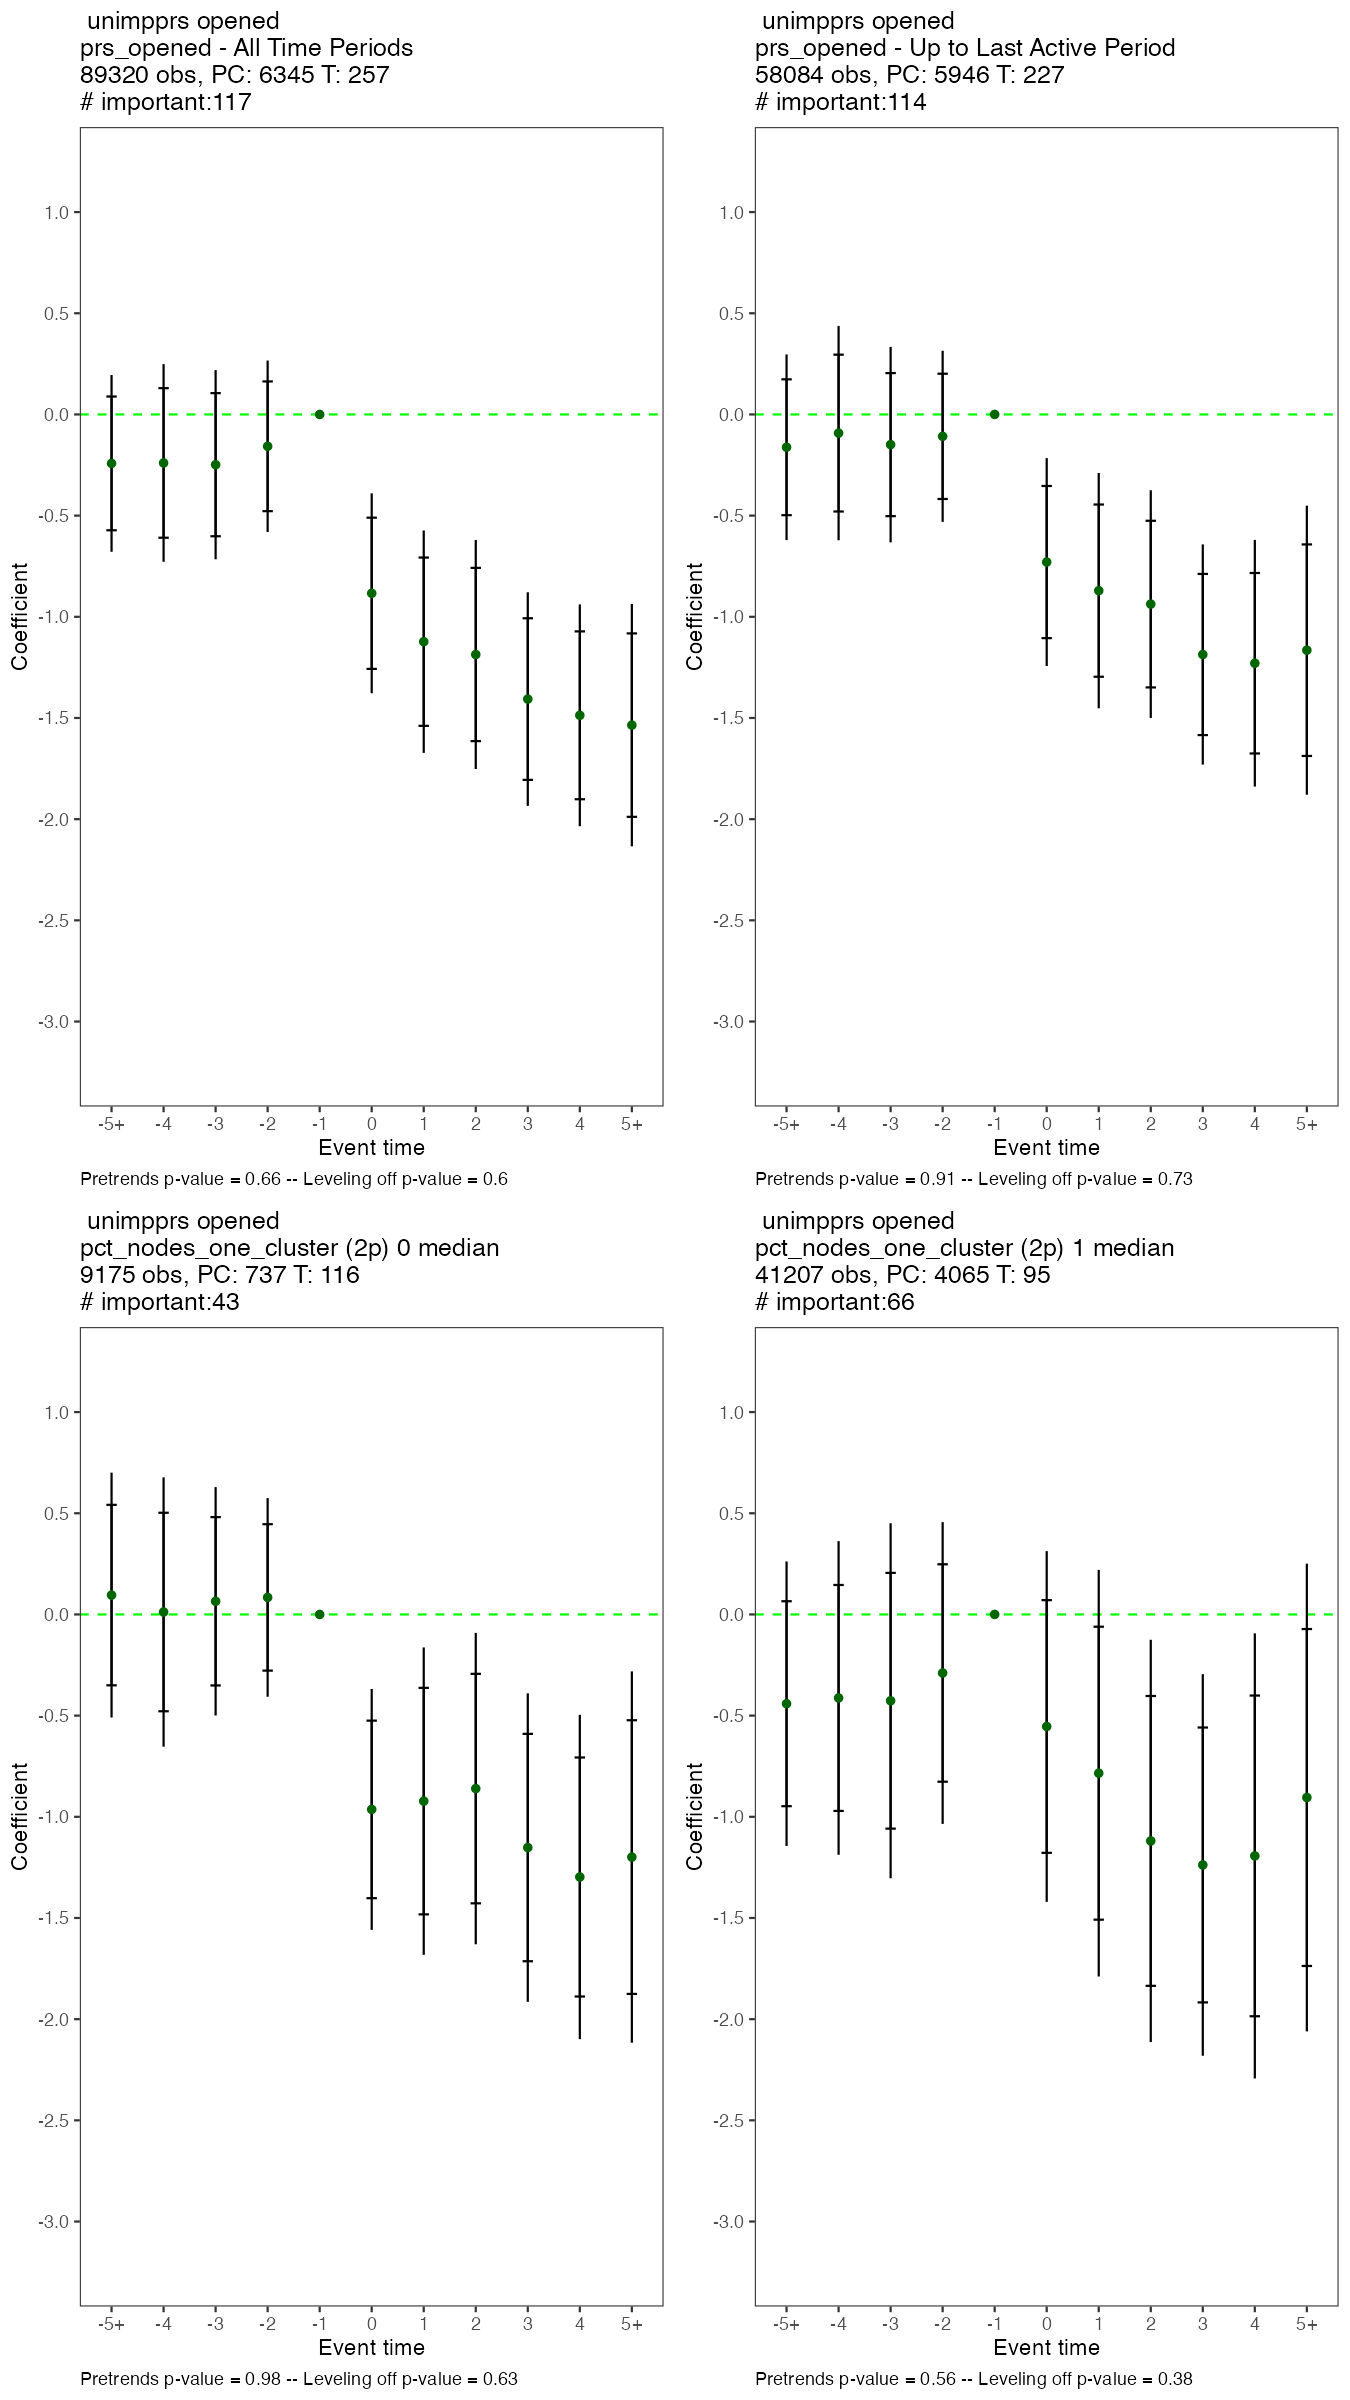 unimpprs opened
prs_opened - All Time Periods
89320 obs, PC: 6345 T: 257
# important:117
Coefficient
1.0
0.5
0.0
-0.5
-1.0
-1.5
-2.0
-2.5
-3.0
-5+ -4 -3 -2 -1 0 1 2 3 4 5+
Event time
Pretrends p-value = 0.66 -- Leveling off p-value = 0.6
unimpprs opened
prs_opened - Up to Last Active Period
58084 obs, PC: 5946 T: 227
# important:114
Coefficient
1.0
0.5
0.0
-0.5
-1.0
-1.5
-2.0
-2.5
-3.0
-5+ -4 -3 -2 -1 0 1 2 3 4 5+
Event time
Pretrends p-value = 0.91 -- Leveling off p-value = 0.73
unimpprs opened
pct_nodes_one_cluster (2p) 0 median
9175 obs, PC: 737 T: 116
# important:43
Coefficient
1.0
0.5
0.0
-0.5
-1.0
-1.5
-2.0
-2.5
-3.0
-5+ -4 -3 -2 -1 0 1 2 3 4 5+
Event time
Pretrends p-value = 0.98 -- Leveling off p-value = 0.63
unimpprs opened
pct_nodes_one_cluster (2p) 1 median
41207 obs, PC: 4065 T: 95
# important:66
Coefficient
1.0
0.5
0.0
-0.5
-1.0
-1.5
-2.0
-2.5
-3.0
-5+ -4 -3 -2 -1 0 1 2 3 4 5+
Event time
Pretrends p-value = 0.56 -- Leveling off p-value = 0.38